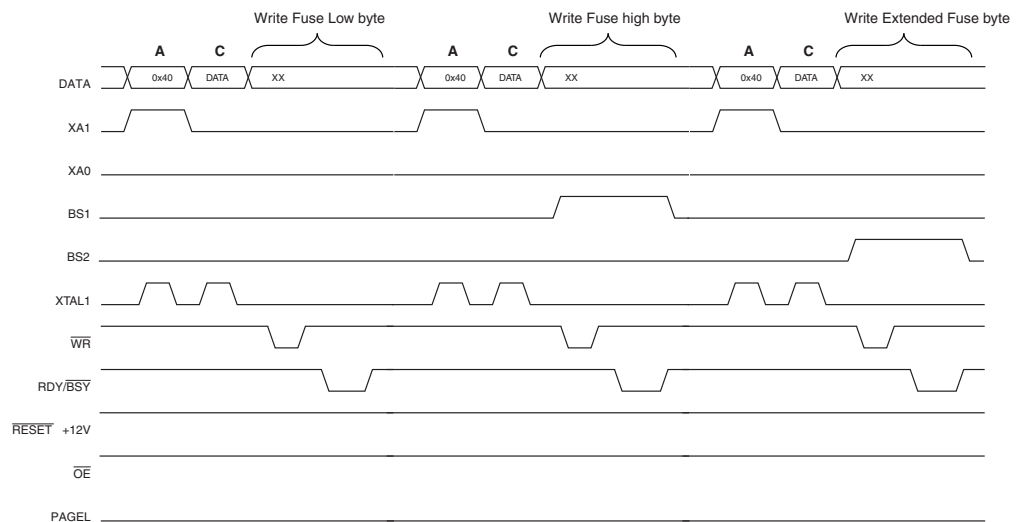 Write Fuse Low byte Write Fuse high byte Write Extended Fuse byte
A C A C A C
DATA 0x40 DATA XX 0x40 DATA XX 0x40 DATA XX
XA1
XA0
BS1
BS2
XTAL1
WR
RDY/BSY
RESET +12V
OE
PAGEL